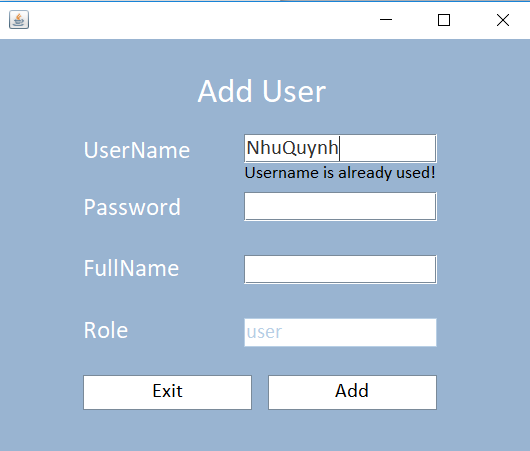 Add User
UserName NhuQuynh
Username is already used!
Password
FullName
Role user
Exit Add